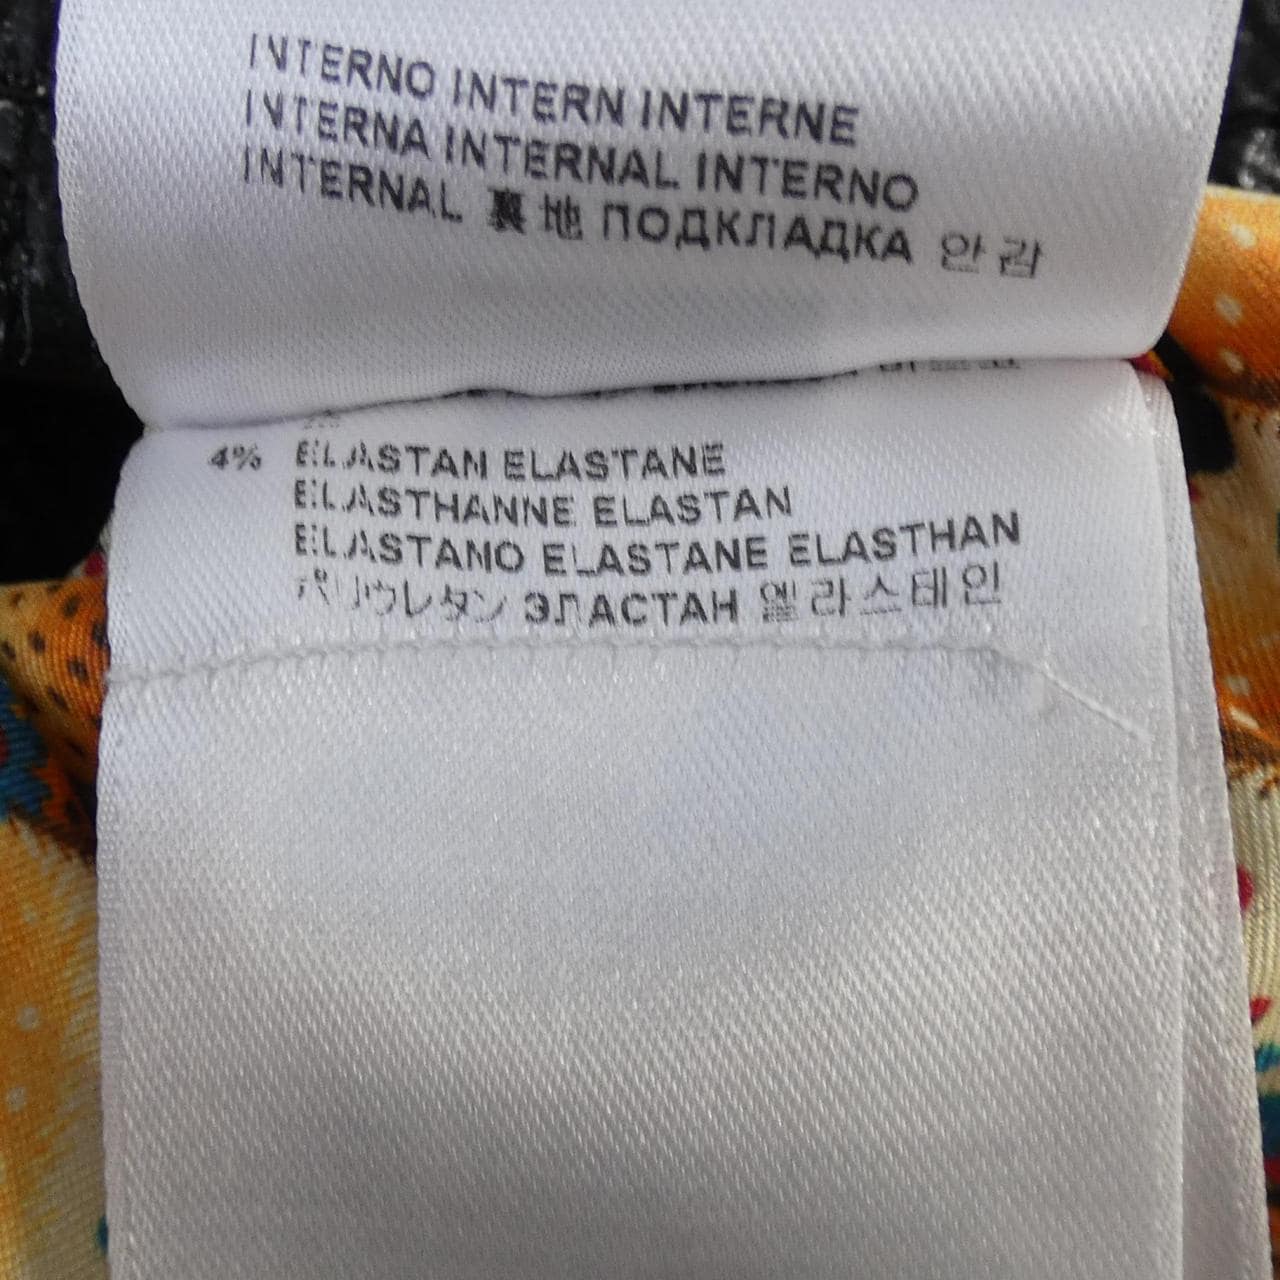 INTERNO INTERN INTERNE
INTERNA INTERNAL INTERNO
INTERNAL 裏地 ПОДКЛАДКА 안감
4% ELASTAN ELASTANE
ELASTHANNE ELASTAN
ELASTAMO ELASTANE ELASTHAN
ポリウレタン ЭЛАСТАН 엘라스테인